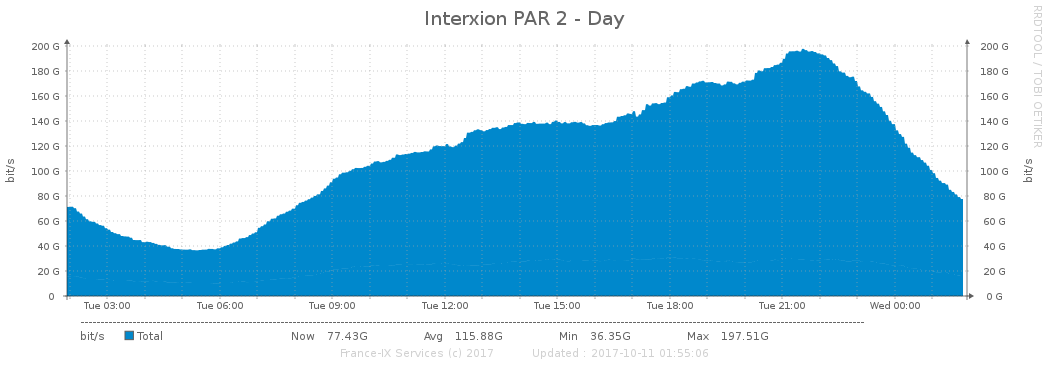 Interxion PAR 2 - Day
RRDTOOL / TOBI OETIKER
bit/s
200 G 200 G
180 G 180 G
160 G 160 G
140 G 140 G
120 G 120 G
100 G 100 G
80 G 80 G
60 G 60 G
40 G 40 G
20 G 20 G
0 0 G
bit/s
Tue 03:00 Tue 06:00 Tue 09:00 Tue 12:00 Tue 15:00 Tue 18:00 Tue 21:00 Wed 00:00
bit/s Total Now 77.43G Avg 115.88G Min 36.35G Max 197.51G
France-IX Services (c) 2017 Updated : 2017-10-11 01:55:06